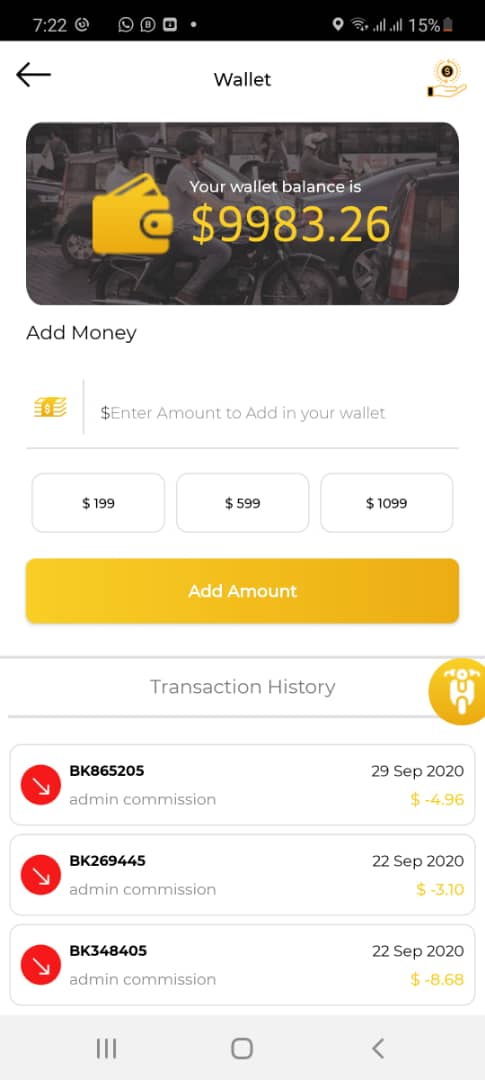 7:22
15%
Wallet
Your wallet balance is
$9983.26
Add Money
$Enter Amount to Add in your wallet
$ 199
$ 599
$ 1099
Add Amount
Transaction History
BK865205
29 Sep 2020
admin commission
$ -4.96
BK269445
22 Sep 2020
admin commission
$ -3.10
BK348405
22 Sep 2020
admin commission
$ -8.68